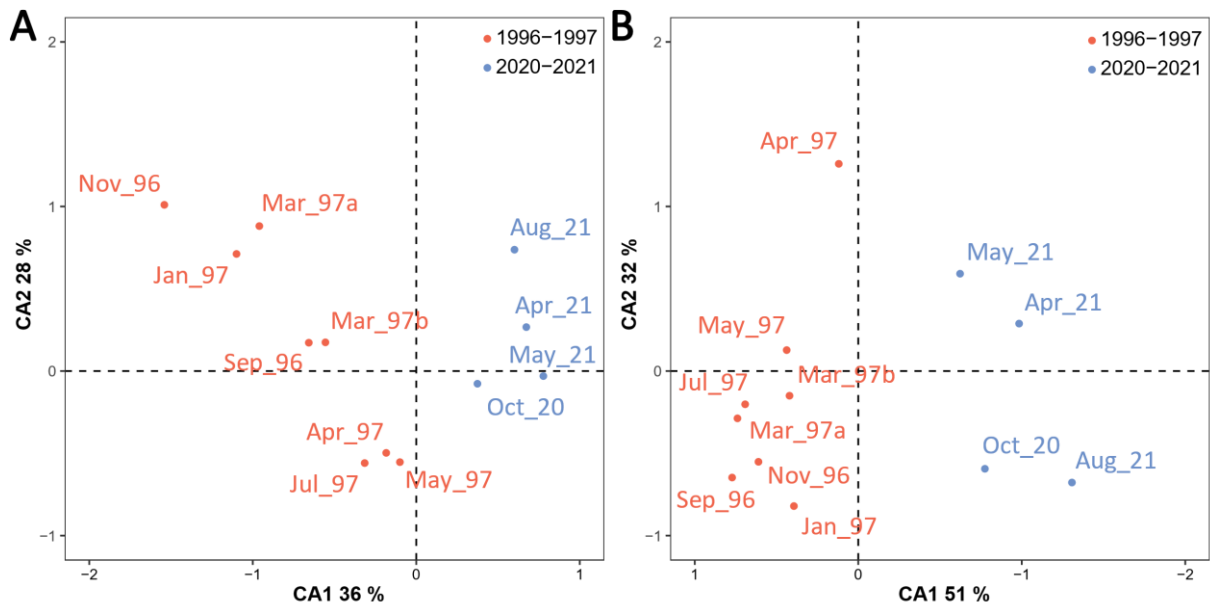 A
1996−1997
2020−2021
2
1
0
−1
CA2 28 %
Nov_96
Mar_97a
Jan_97
Mar_97b
Sep_96
Apr_97
Jul_97
May_97
Aug_21
Apr_21
May_21
Oct_20
−2
−1
0
1
CA1 36 %
B
1996−1997
2020−2021
2
1
0
−1
CA2 32 %
Apr_97
May_21
Apr_21
May_97
Mar_97b
Jul_97
Mar_97a
Nov_96
Sep_96
Jan_97
Oct_20
Aug_21
1
0
−1
−2
CA1 51 %